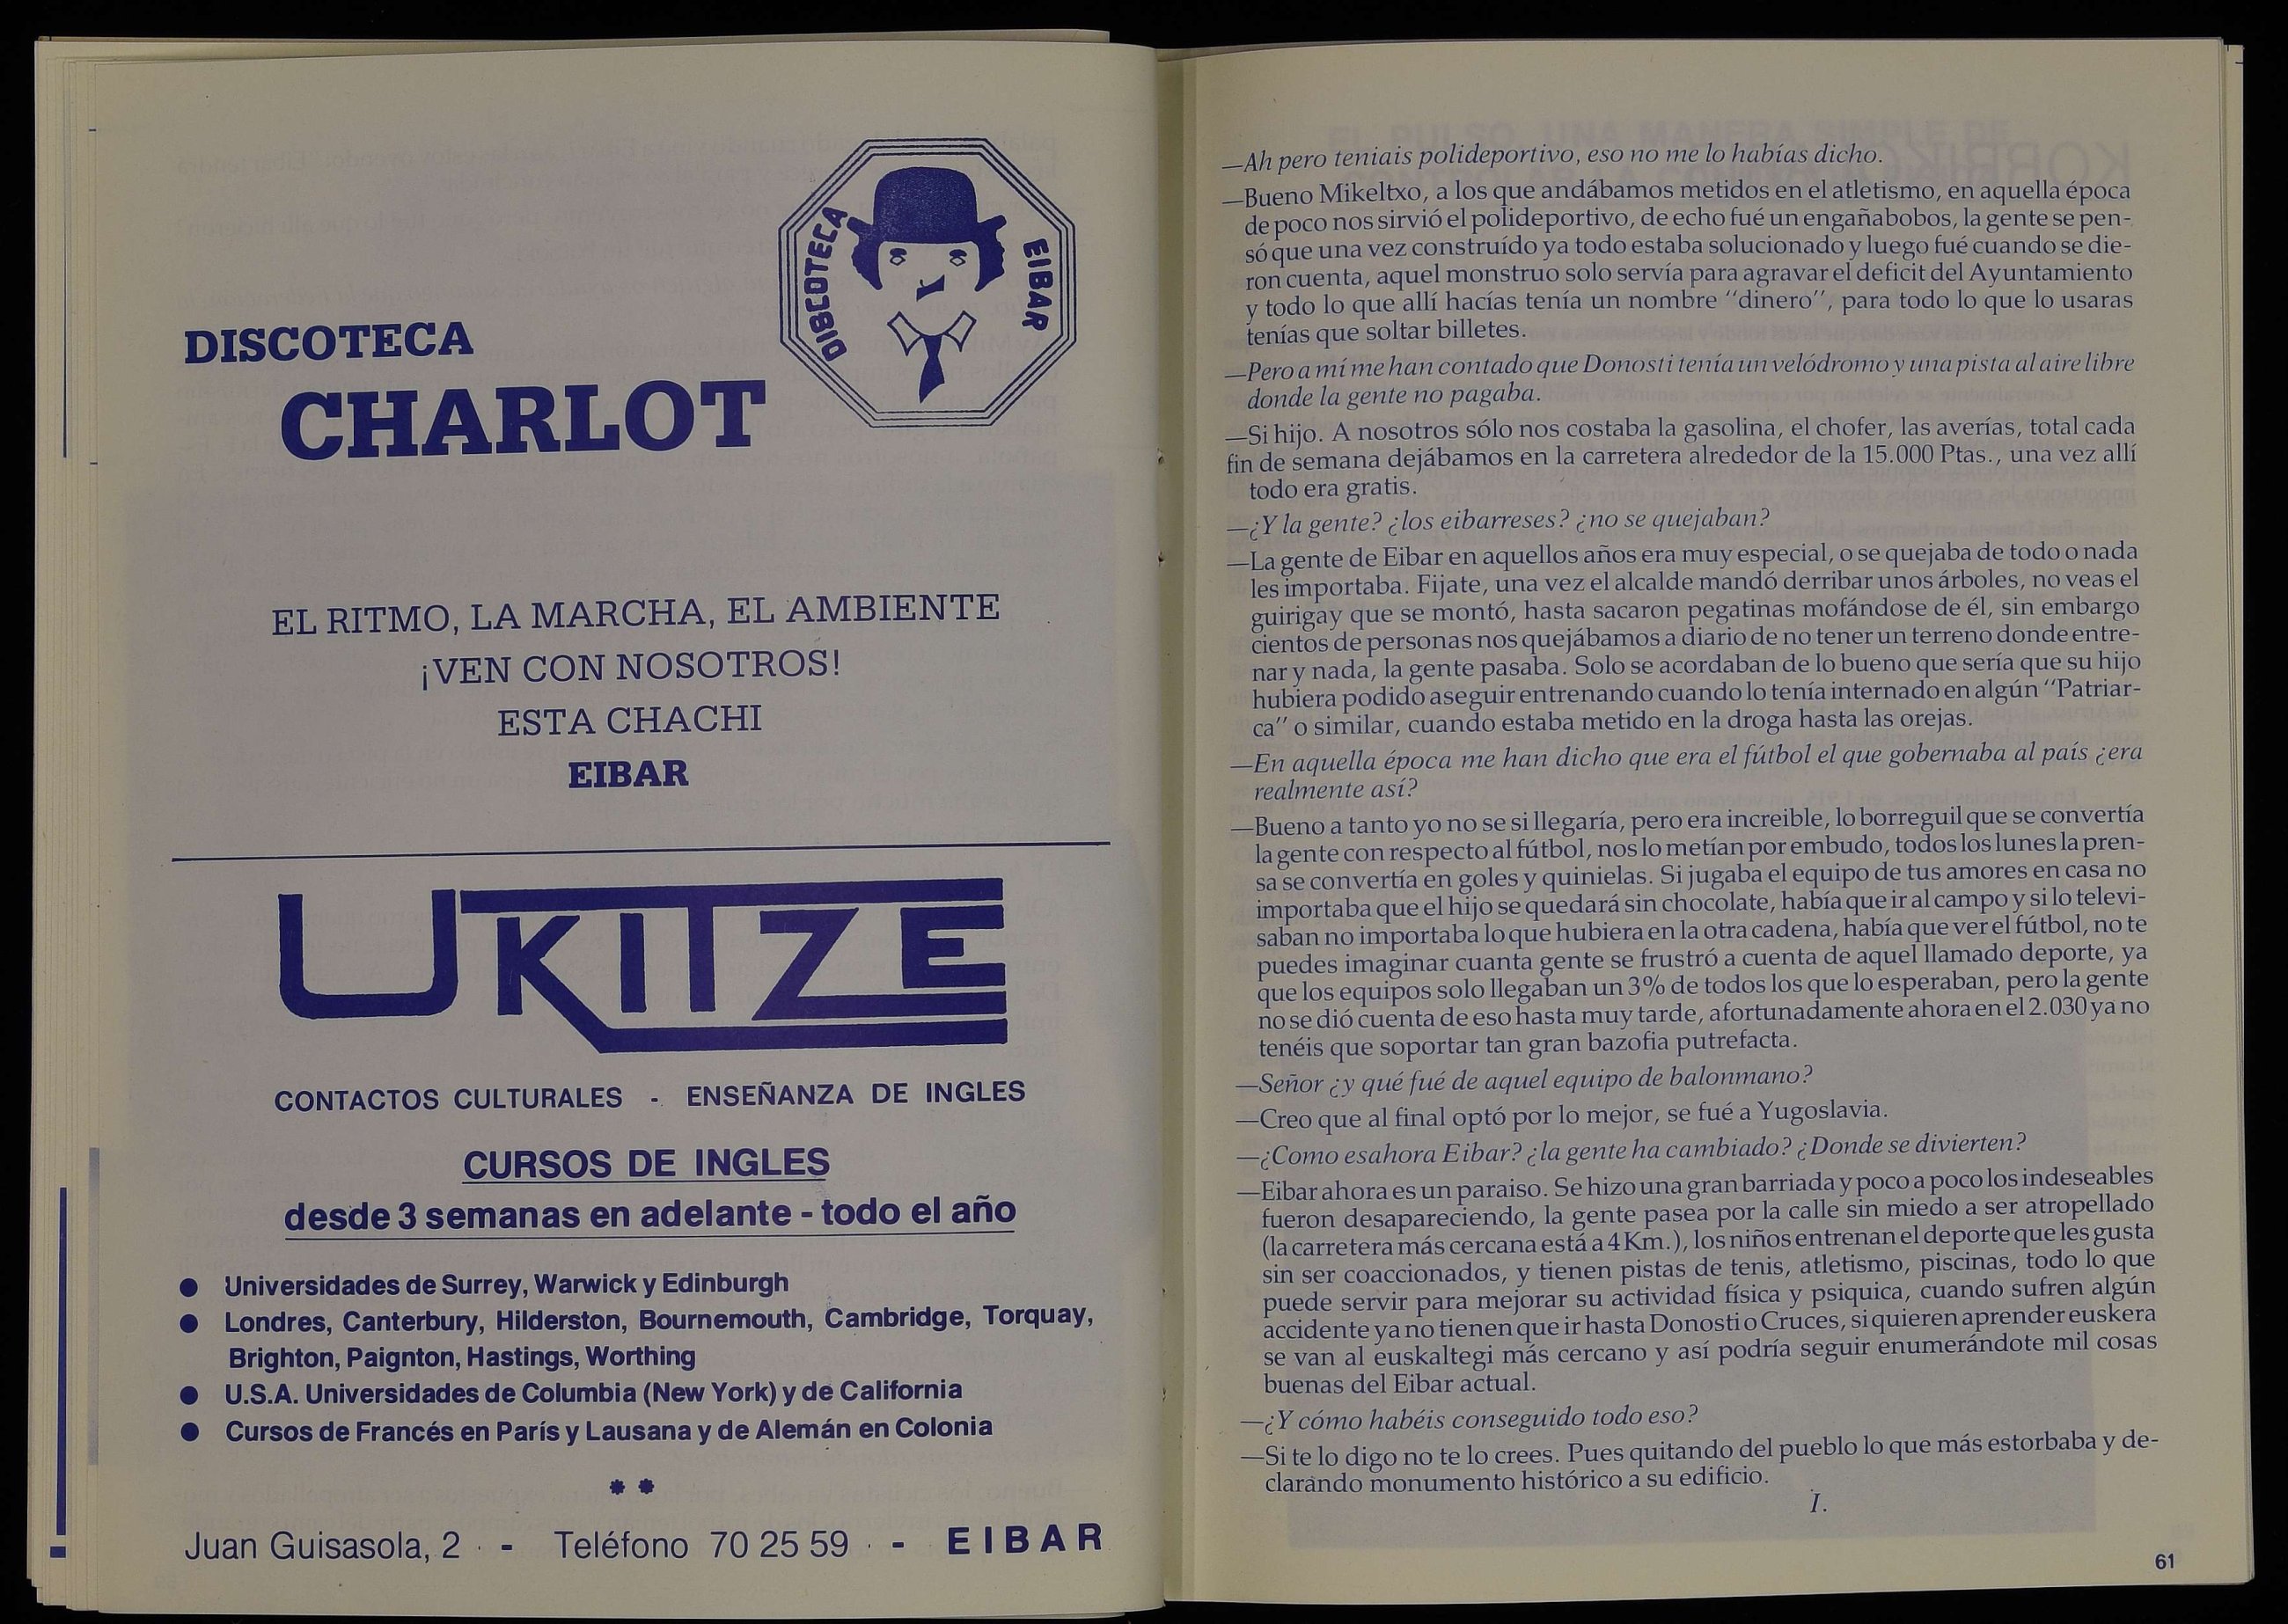 DIBCOTECA EIBAR
DISCOTECA
CHARLOT
EL RITMO, LA MARCHA, EL AMBIENTE
¡VEN CON NOSOTROS!
ESTA CHACHI
EIBAR
UKITZE
CONTACTOS CULTURALES - ENSEÑANZA DE INGLES
CURSOS DE INGLES
desde 3 semanas en adelante - todo el año
● Universidades de Surrey, Warwick y Edinburgh
● Londres, Canterbury, Hilderston, Bournemouth, Cambridge, Torquay,
Brighton, Paignton, Hastings, Worthing
● U.S.A. Universidades de Columbia (New York) y de California
● Cursos de Francés en París y Lausana y de Alemán en Colonia
* *
Juan Guisasola, 2 - Teléfono 70 25 59 - EIBAR
—Ah pero teniais polideportivo, eso no me lo habías dicho.
—Bueno Mikeltxo, a los que andábamos metidos en el atletismo, en aquella época
de poco nos sirvió el polideportivo, de echo fué un engañabobos, la gente se pen-
só que una vez construído ya todo estaba solucionado y luego fué cuando se die-
ron cuenta, aquel monstruo solo servía para agravar el deficit del Ayuntamiento
y todo lo que allí hacías tenía un nombre "dinero", para todo lo que lo usaras
tenías que soltar billetes.
—Pero a mí me han contado que Donosti tenía un velódromo y una pista al aire libre
donde la gente no pagaba.
—Si hijo. A nosotros sólo nos costaba la gasolina, el chofer, las averías, total cada
fin de semana dejábamos en la carretera alrededor de la 15.000 Ptas., una vez allí
todo era gratis.
—¿Y la gente? ¿los eibarreses? ¿no se quejaban?
—La gente de Eibar en aquellos años era muy especial, o se quejaba de todo o nada
les importaba. Fijate, una vez el alcalde mandó derribar unos árboles, no veas el
guirigay que se montó, hasta sacaron pegatinas mofándose de él, sin embargo
cientos de personas nos quejábamos a diario de no tener un terreno donde entre-
nar y nada, la gente pasaba. Solo se acordaban de lo bueno que sería que su hijo
hubiera podido aseguir entrenando cuando lo tenía internado en algún "Patriar-
ca" o similar, cuando estaba metido en la droga hasta las orejas.
—En aquella época me han dicho que era el fútbol el que gobernaba al país ¿era
realmente así?
—Bueno a tanto yo no se si llegaría, pero era increible, lo borreguil que se convertía
la gente con respecto al fútbol, nos lo metían por embudo, todos los lunes la pren-
sa se convertía en goles y quinielas. Si jugaba el equipo de tus amores en casa no
importaba que el hijo se quedará sin chocolate, había que ir al campo y si lo televi-
saban no importaba lo que hubiera en la otra cadena, había que ver el fútbol, no te
puedes imaginar cuanta gente se frustró a cuenta de aquel llamado deporte, ya
que los equipos solo llegaban un 3% de todos los que lo esperaban, pero la gente
no se dió cuenta de eso hasta muy tarde, afortunadamente ahora en el 2.030 ya no
tenéis que soportar tan gran bazofia putrefacta.
—Señor ¿y qué fué de aquel equipo de balonmano?
—Creo que al final optó por lo mejor, se fué a Yugoslavia.
—¿Como esahora Eibar? ¿la gente ha cambiado? ¿Donde se divierten?
—Eibar ahora es un paraiso. Se hizo una gran barriada y poco a poco los indeseables
fueron desapareciendo, la gente pasea por la calle sin miedo a ser atropellado
(la carretera más cercana está a 4 Km.), los niños entrenan el deporte que les gusta
sin ser coaccionados, y tienen pistas de tenis, atletismo, piscinas, todo lo que
puede servir para mejorar su actividad física y psiquica, cuando sufren algún
accidente ya no tienen que ir hasta Donosti o Cruces, si quieren aprender euskera
se van al euskaltegi más cercano y así podría seguir enumerándote mil cosas
buenas del Eibar actual.
—¿Y cómo habéis conseguido todo eso?
—Si te lo digo no te lo crees. Pues quitando del pueblo lo que más estorbaba y de-
clarando monumento histórico a su edificio.
I.
61